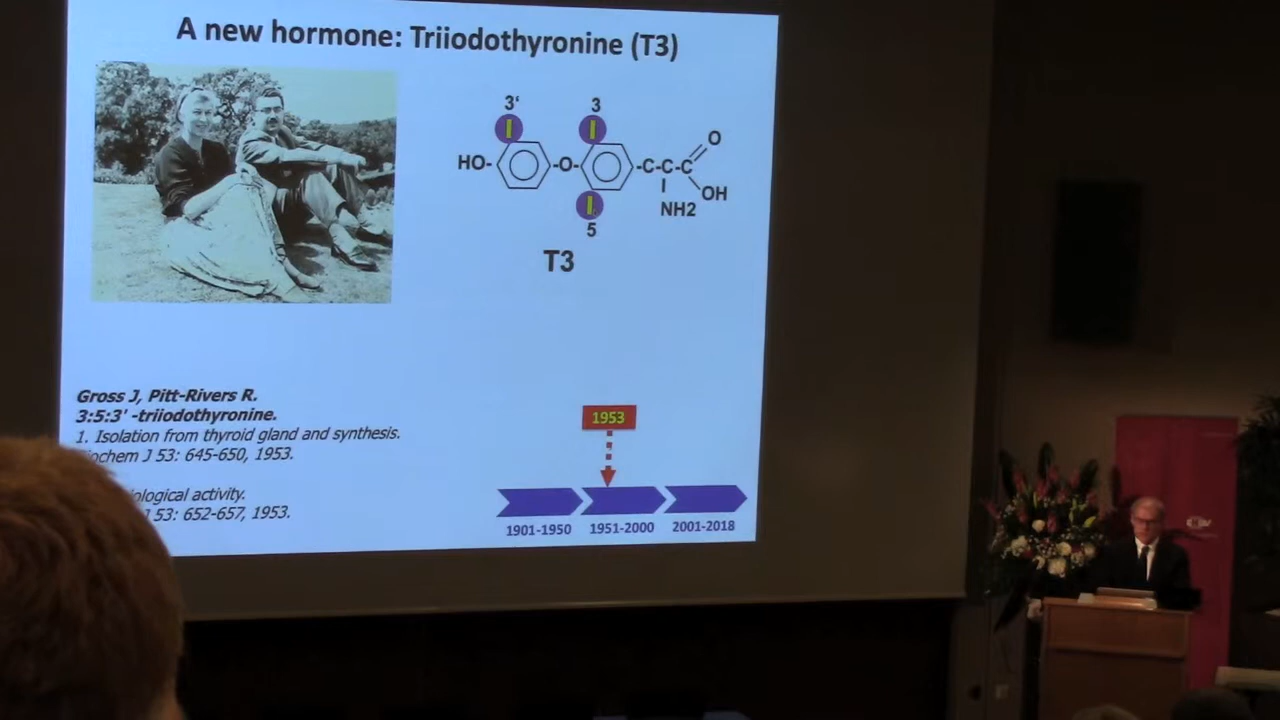 A new hormone: Triiodothyronine (T3)
3‘
3
I
I
HO-
-O-
-C-C-C
O
OH
NH2
I
5
T3
Gross J, Pitt-Rivers R.
3:5:3' -triiodothyronine.
1. Isolation from thyroid gland and synthesis.
iochem J 53: 645-650, 1953.
iological activity.
J 53: 652-657, 1953.
1953
1901-1950
1951-2000
2001-2018